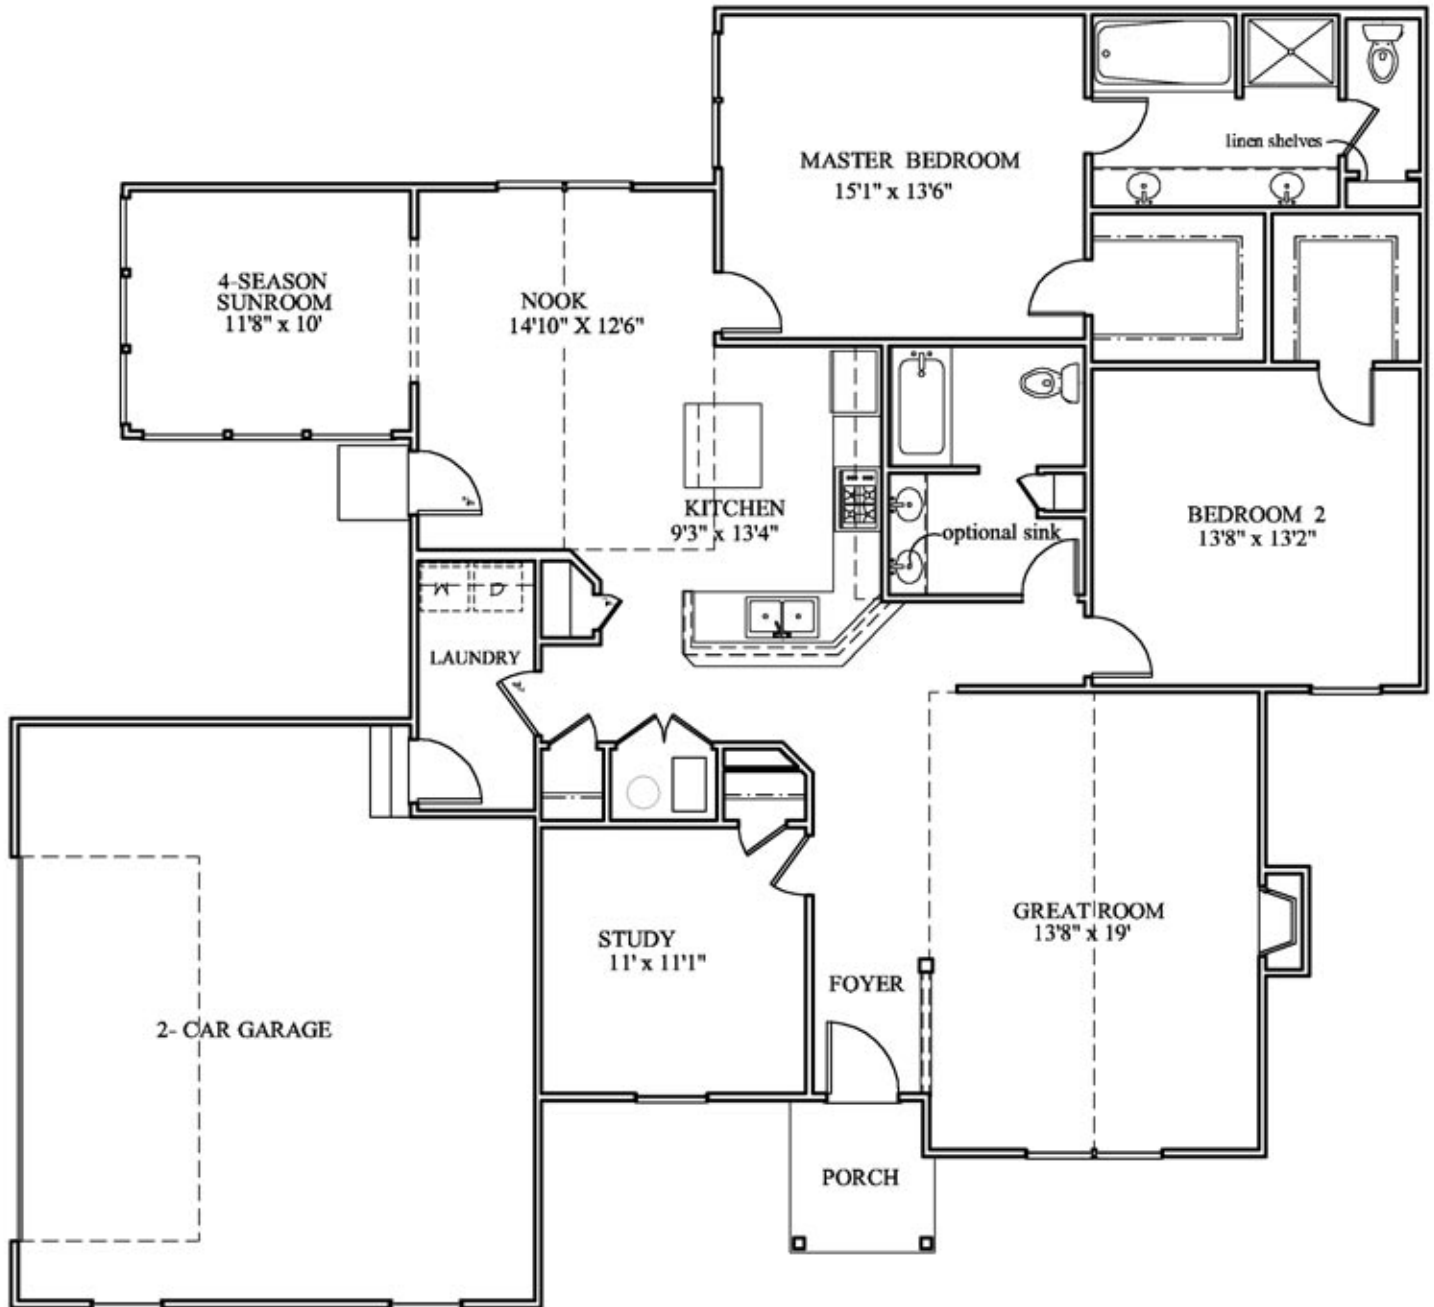 MASTER BEDROOM
15'1" x 13'6"
linen shelves
4-SEASON
SUNROOM
11'8" x 10'
NOOK
14'10" X 12'6"
KITCHEN
9'3" x 13'4"
optional sink
BEDROOM 2
13'8" x 13'2"
W D
LAUNDRY
GREAT ROOM
13'8" x 19'
STUDY
11' x 11'1"
FOYER
2- CAR GARAGE
PORCH